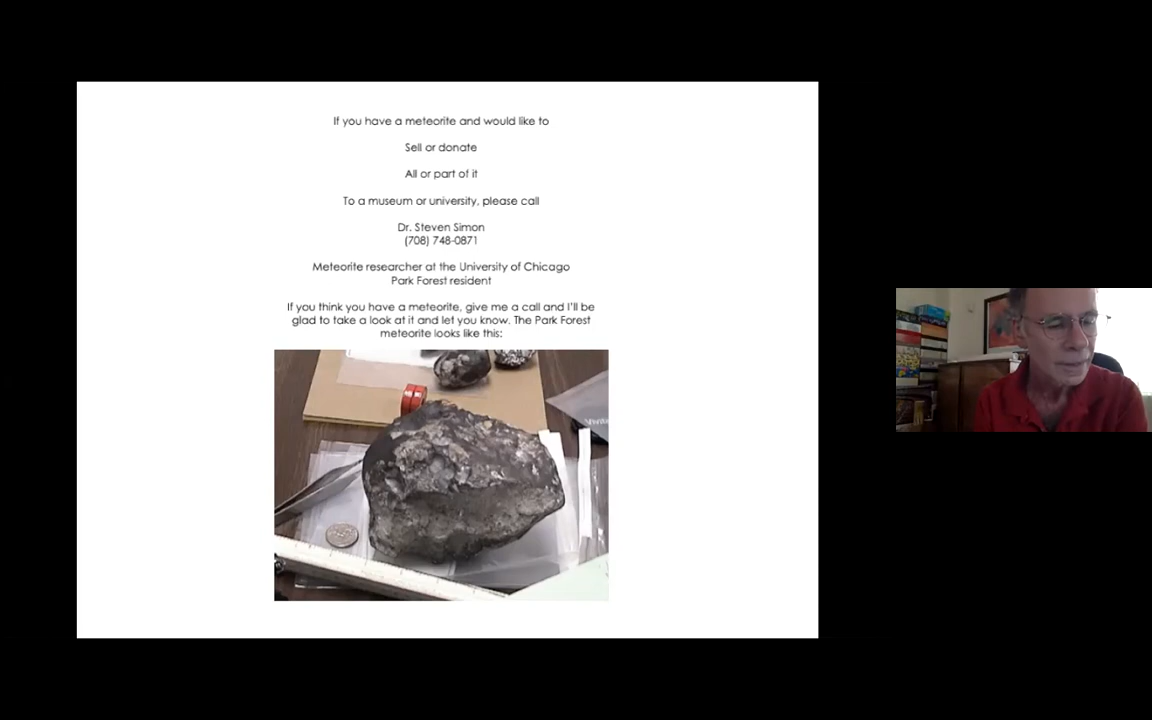 If you have a meteorite and would like to
Sell or donate
All or part of it
To a museum or university, please call
Dr. Steven Simon
(708) 748-0871
Meteorite researcher at the University of Chicago
Park Forest resident
If you think you have a meteorite, give me a call and I'll be
glad to take a look at it and let you know. The Park Forest
meteorite looks like this: